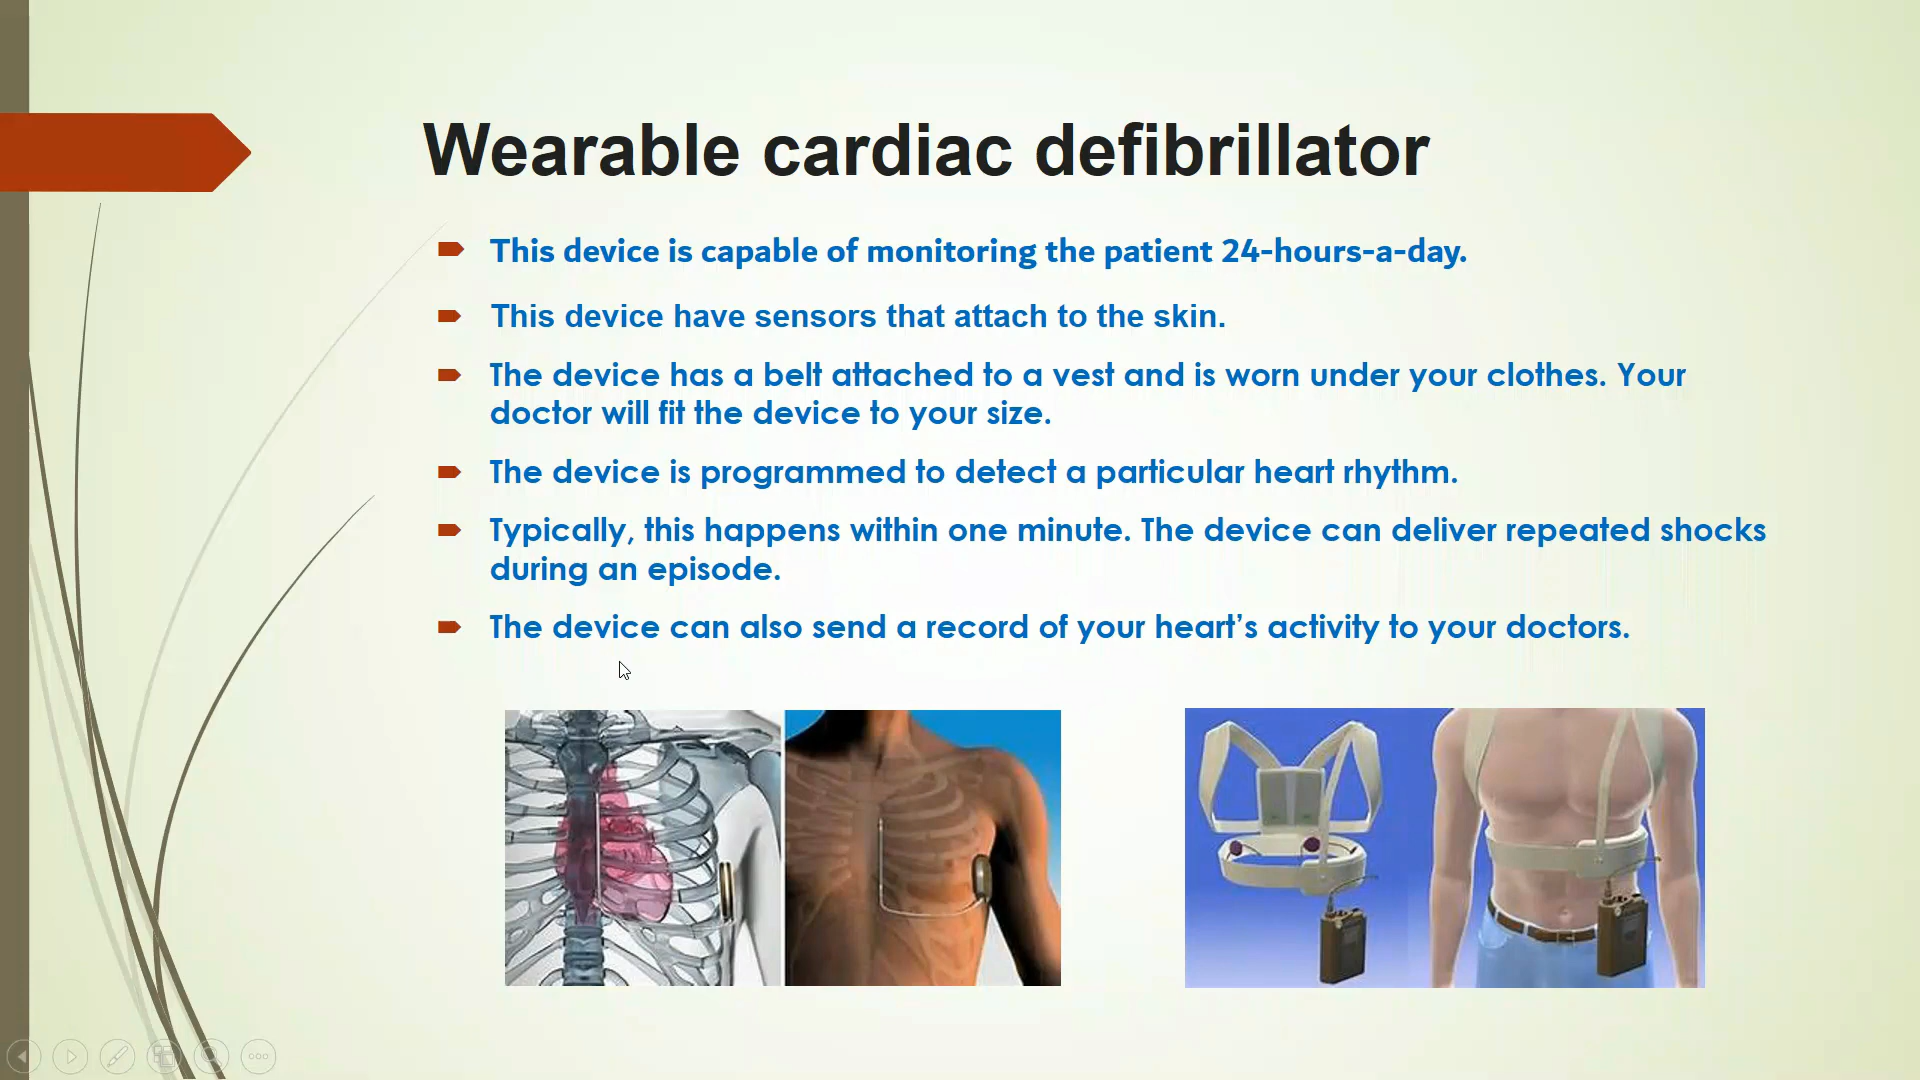 Wearable cardiac defibrillator
This device is capable of monitoring the patient 24-hours-a-day.
This device have sensors that attach to the skin.
The device has a belt attached to a vest and is worn under your clothes. Your
doctor will fit the device to your size.
The device is programmed to detect a particular heart rhythm.
Typically, this happens within one minute. The device can deliver repeated shocks
during an episode.
The device can also send a record of your heart’s activity to your doctors.